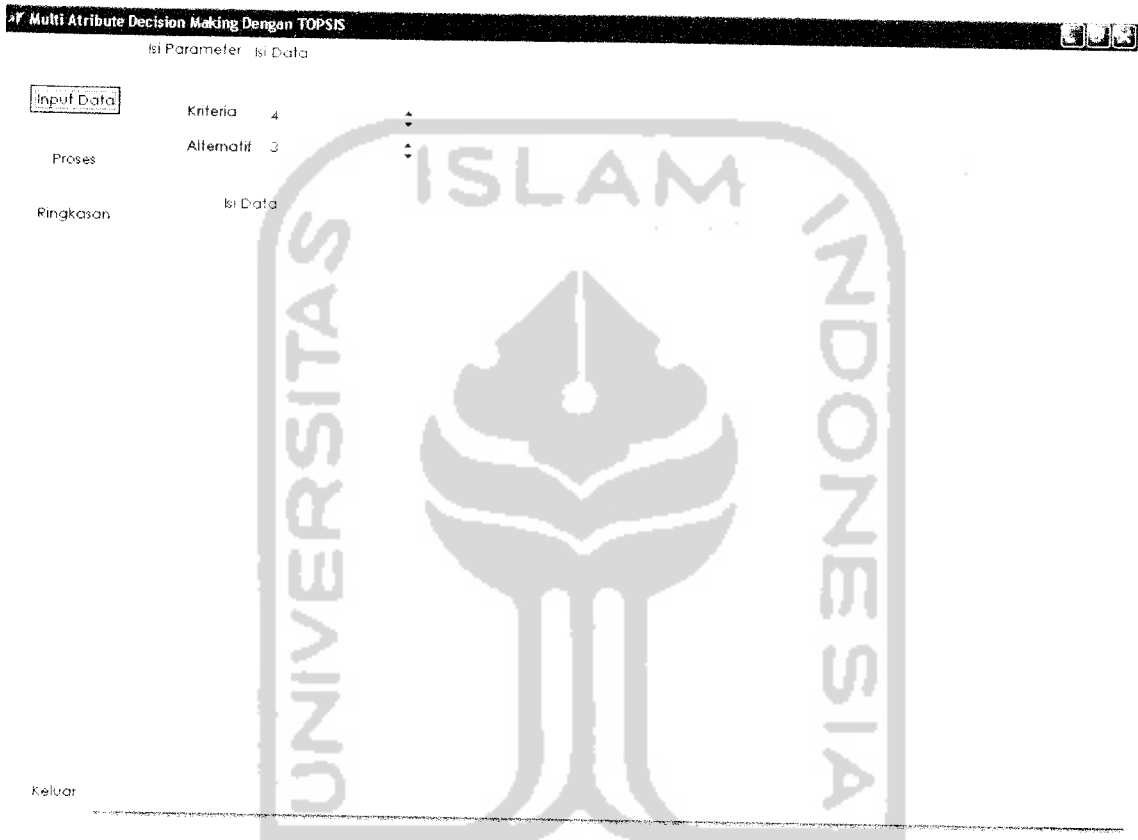 Multi Atribute Decision Making Dengan TOPSIS
Isi Parameter Isi Data
Input Data
Kriteria 4
Alternatif 3
Proses
Isi Data
Ringkasan
Keluar
UNIVERSITAS ISLAM INDONESIA